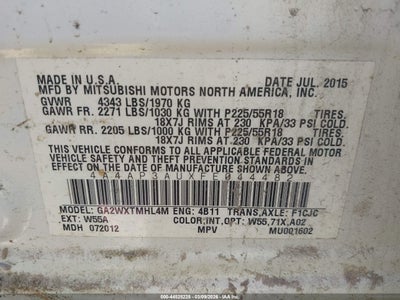 MADE IN U.S.A. DATE JUL. 2015
MFD BY MITSUBISHI MOTORS NORTH AMERICA, INC.
GVWR 4343 LBS/1970 KG
GAWR FR. 2271 LBS/1030 KG WITH P225/55R18 TIRES.
18X7J RIMS AT 230 KPA/33 PSI COLD.
GAWR RR. 2205 LBS/1000 KG WITH P225/55R18 TIRES.
18X7J RIMS AT 230 KPA/33 PSI COLD.
THIS VEHICLE CONFORMS TO ALL APPLICABLE FEDERAL
MOTOR VEHICLE SAFETY AND BUMPER STANDARDS IN
EFFECT ON THE DATE OF MANUFACTURE SHOWN ABOVE.
4A4AP3AUXFE044482
MODEL: GA2WXTMHL4M ENG: 4B11 TRANS,AXLE: F1CJC
EXT: W55A COLOR,INT,OPT: W55,71X,A02
MDH 072012 MPV MU001602